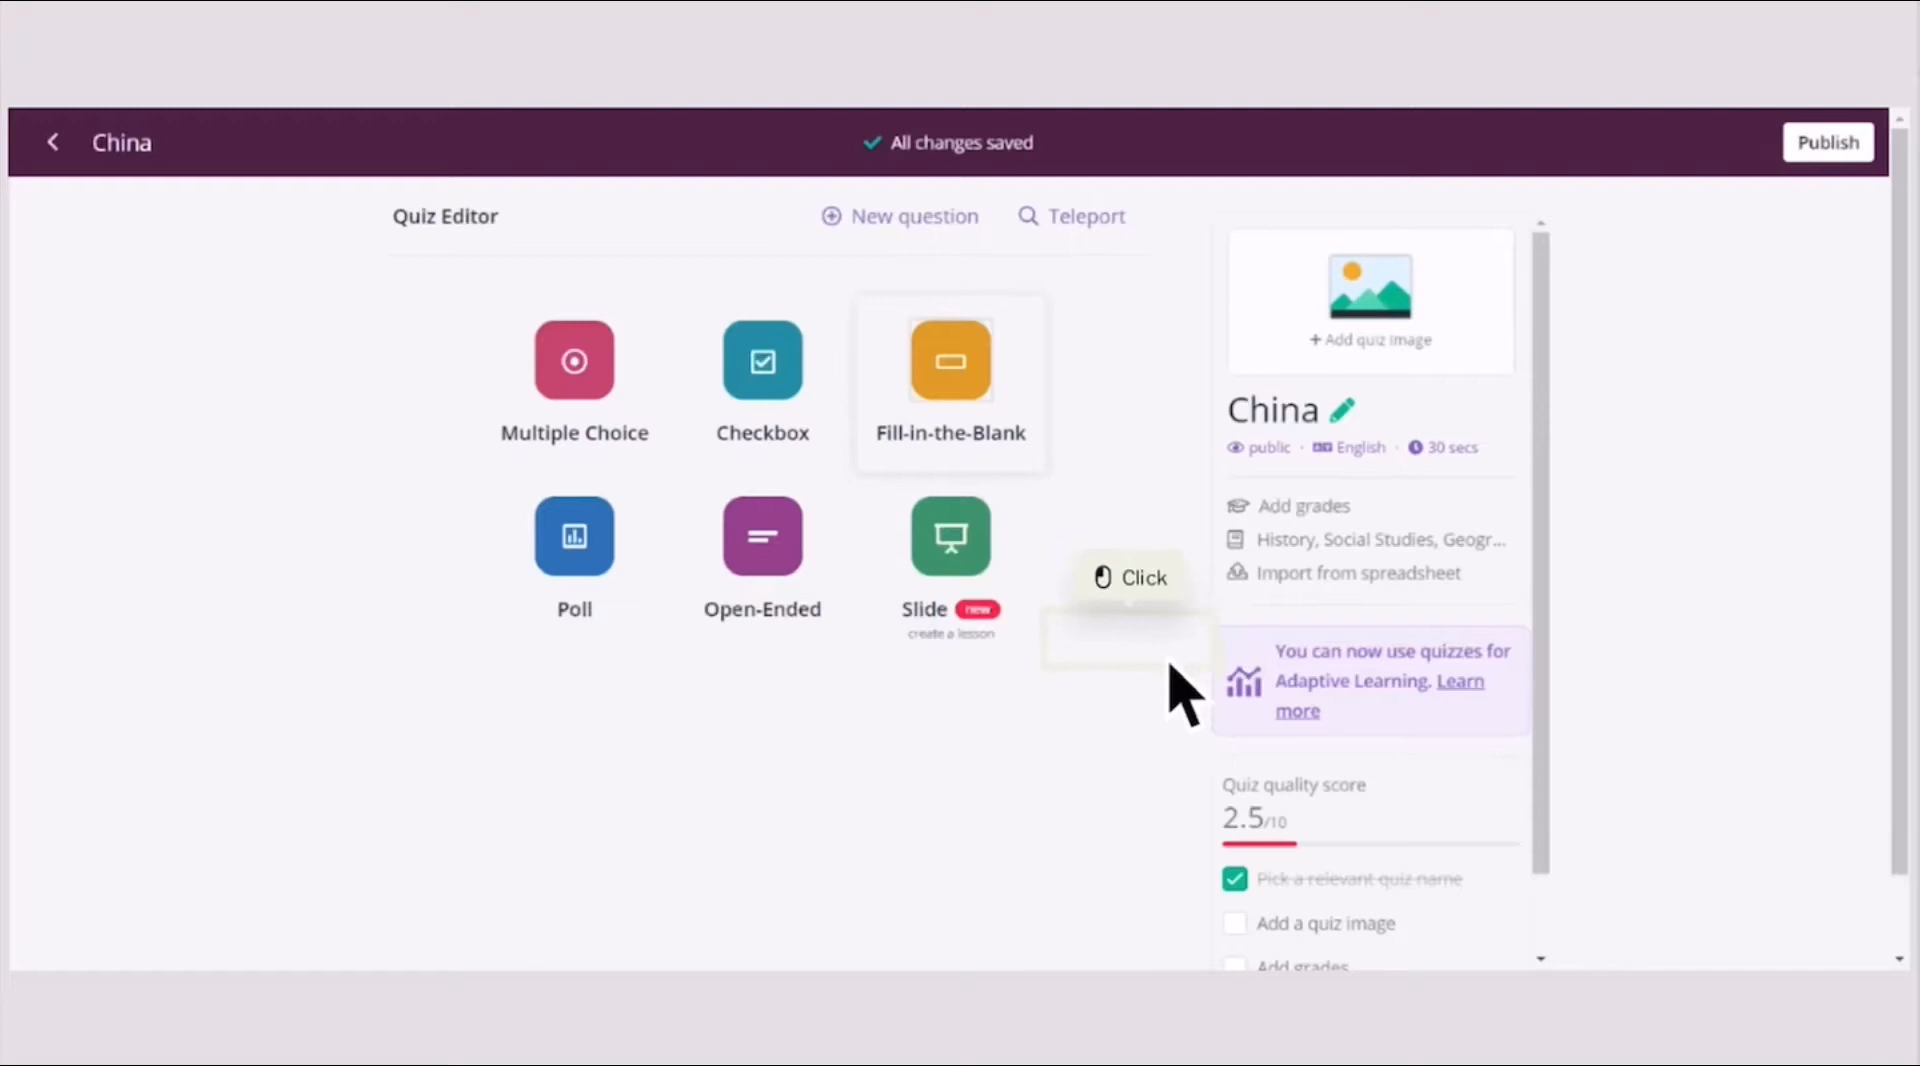 China
All changes saved
Publish
Quiz Editor
New question
Teleport
+ Add quiz image
Multiple Choice
Checkbox
Fill-in-the-Blank
China
public · English · 30 secs
Add grades
History, Social Studies, Geogr...
Import from spreadsheet
Poll
Open-Ended
Slide new
create a lesson
Click
You can now use quizzes for
Adaptive Learning. Learn
more
Quiz quality score
2.5/10
Pick a relevant quiz name
Add a quiz image
Add grades